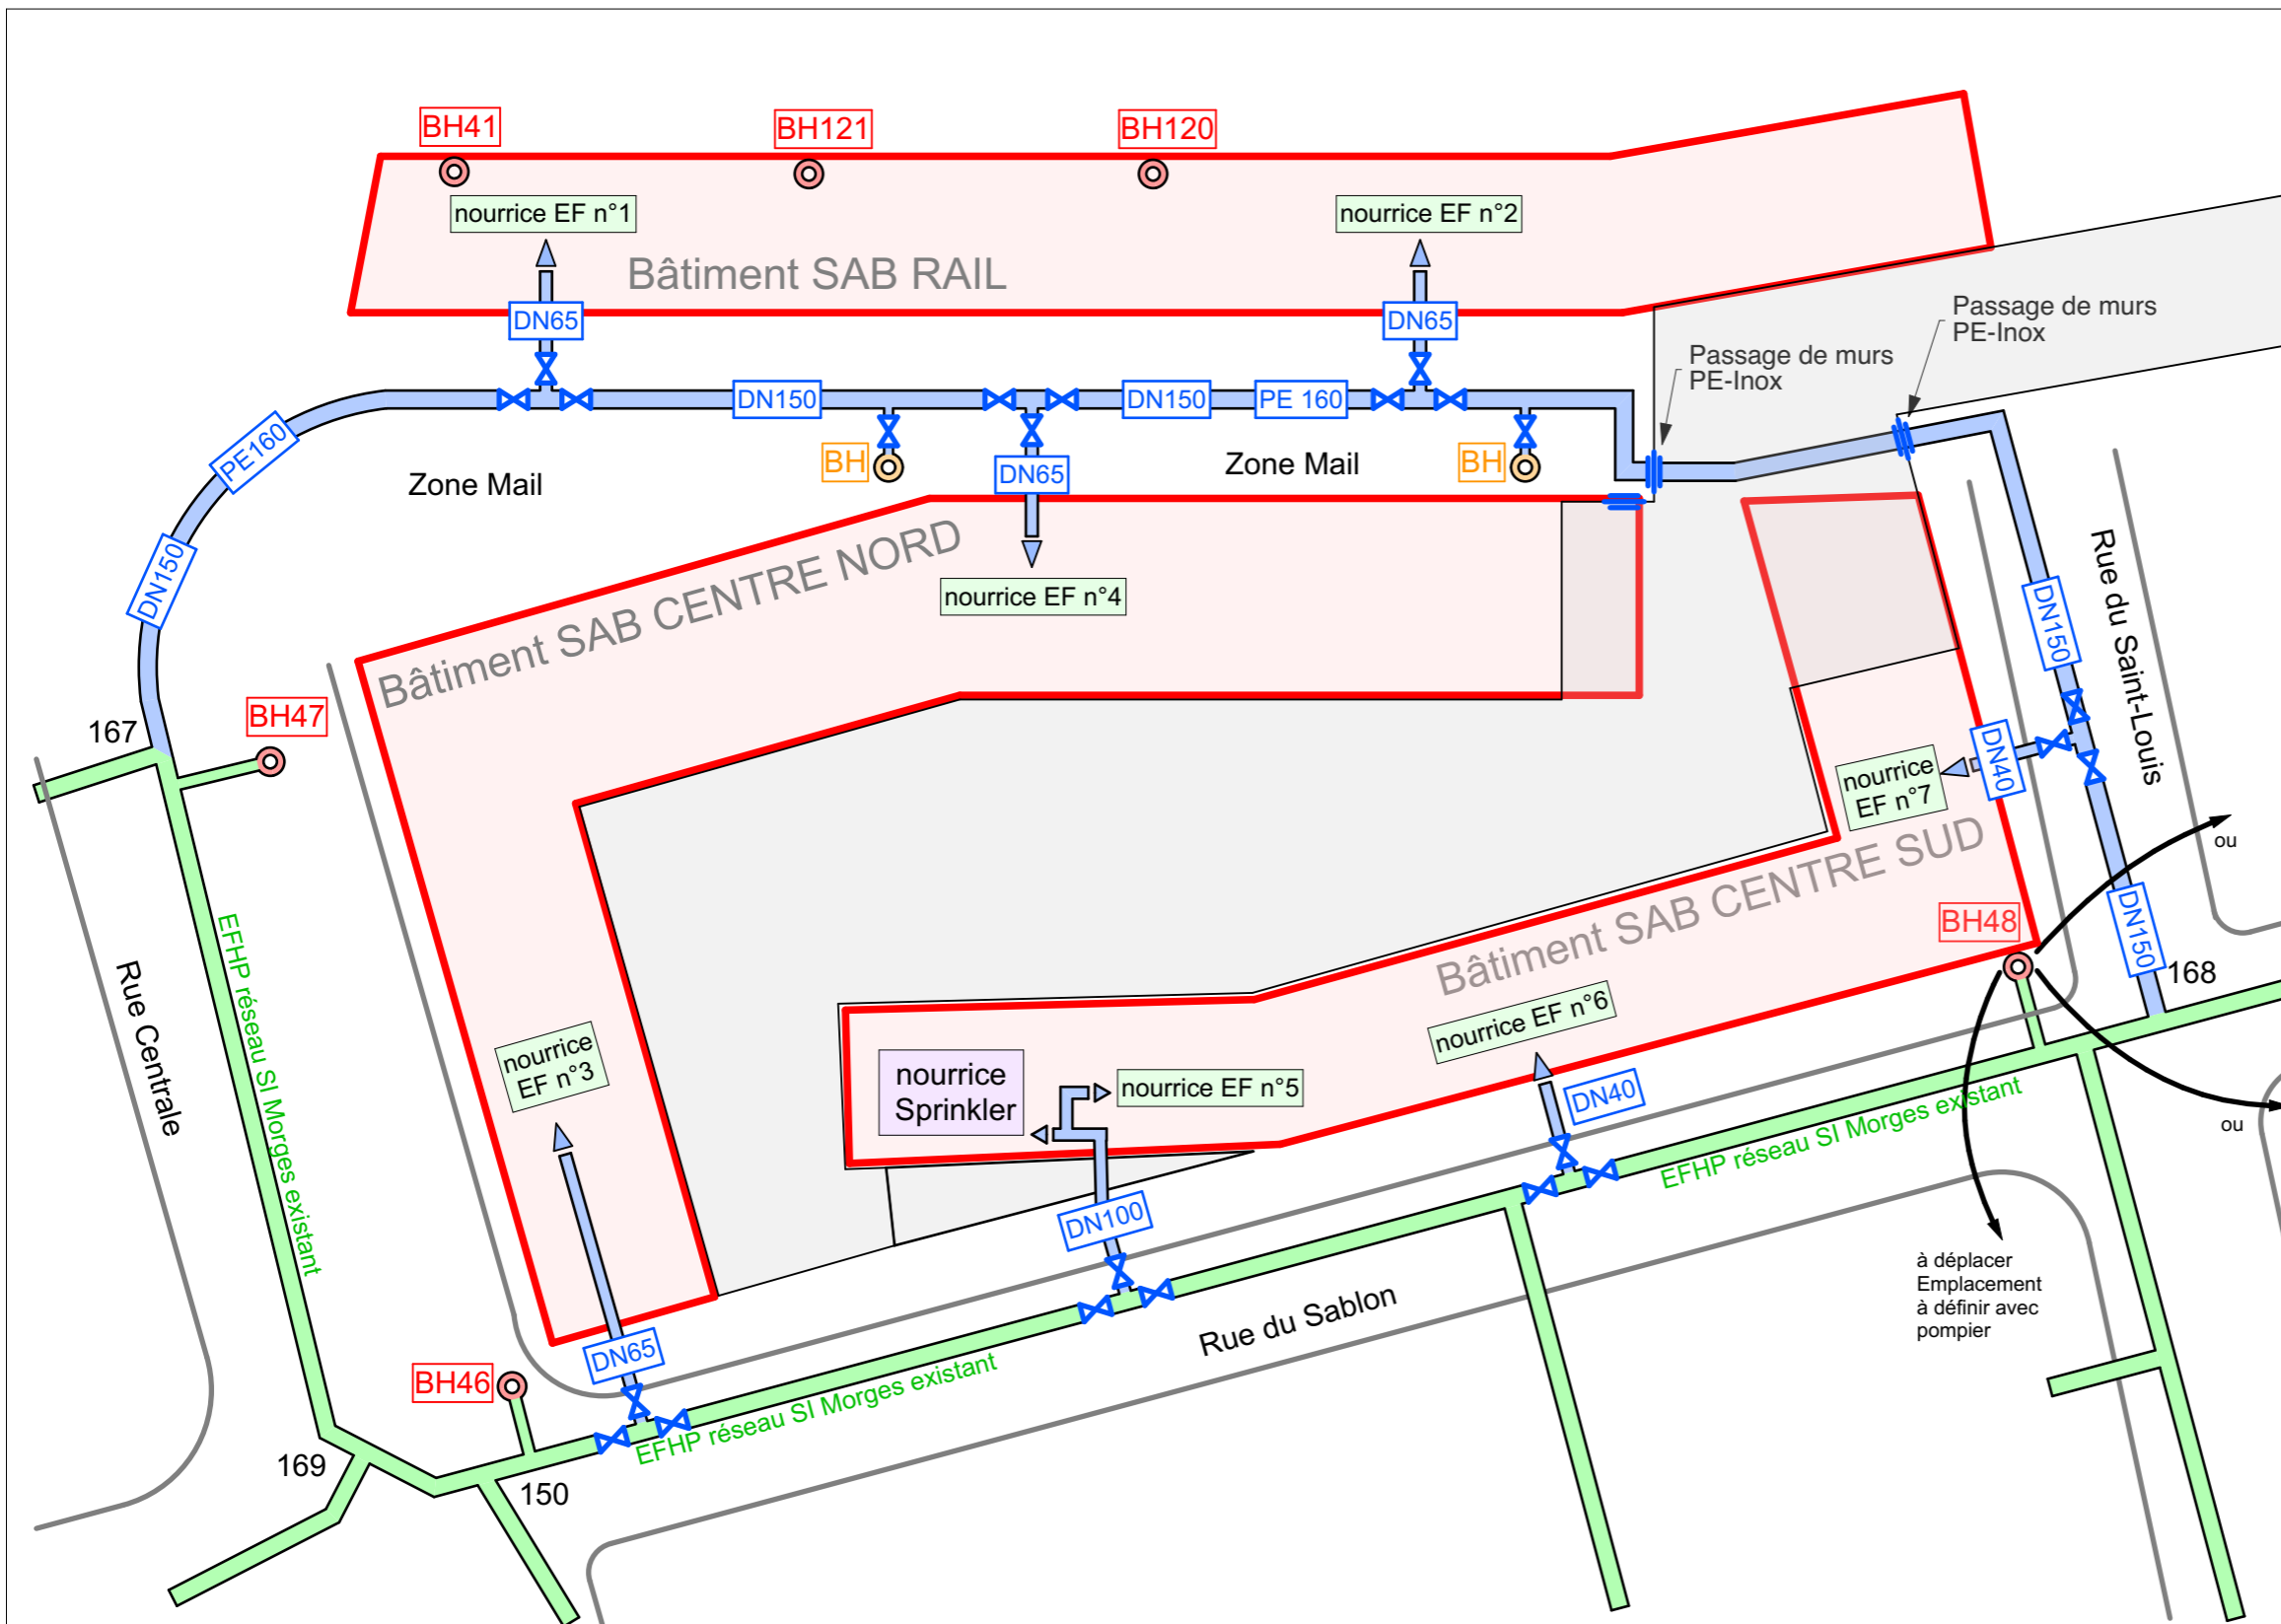 BH41
BH121
BH120
nourrice EF n°1
nourrice EF n°2
Bâtiment SAB RAIL
DN65
DN65
Passage de murs
PE-Inox
Passage de murs
PE-Inox
DN150
DN150
PE 160
PE160
BH
BH
Zone Mail
Zone Mail
DN65
DN150
Bâtiment SAB CENTRE NORD
nourrice EF n°4
DN150
Rue du Saint-Louis
BH47
167
DN40
nourrice
EF n°7
ou
Bâtiment SAB CENTRE SUD
BH48
DN150
168
EFHP réseau SI Morges existant
Rue Centrale
nourrice EF n°6
nourrice
EF n°3
nourrice
Sprinkler
nourrice EF n°5
DN40
EFHP réseau SI Morges existant
ou
DN100
à déplacer
Emplacement
à définir avec
pompier
Rue du Sablon
DN65
BH46
EFHP réseau SI Morges existant
169
150